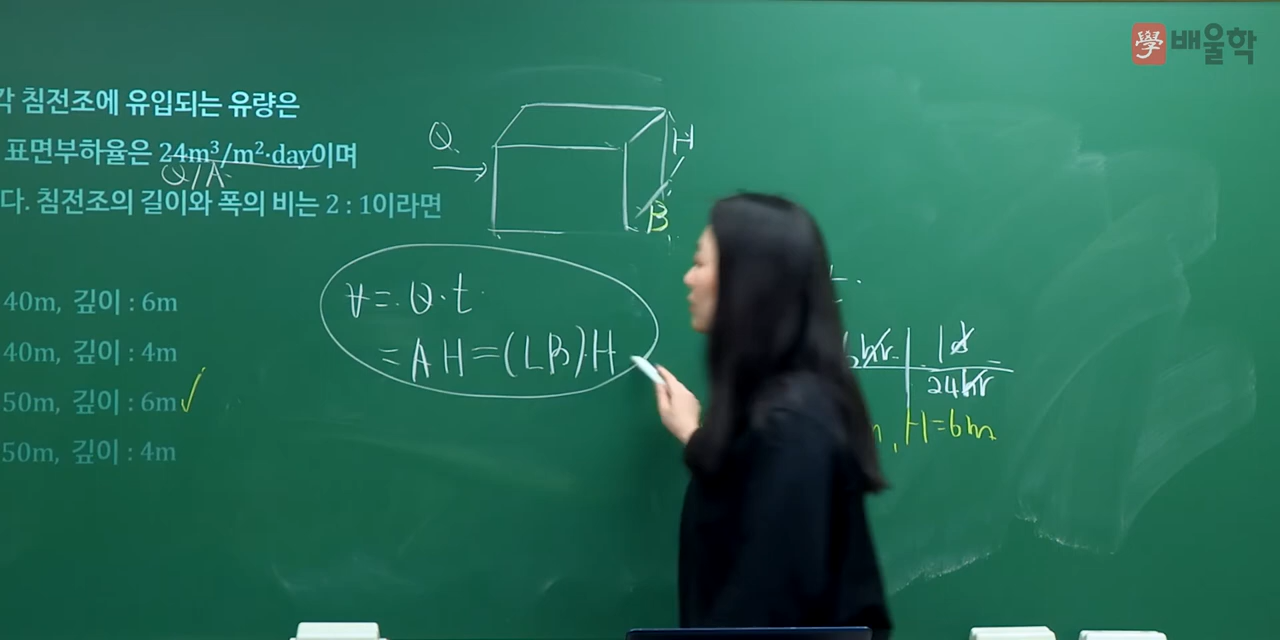 學 배울학
각 침전조에 유입되는 유량은
표면부하율은 24m³/m²·day이며
Q/A
다. 침전조의 길이와 폭의 비는 2 : 1이라면
40m, 깊이 : 6m
40m, 깊이 : 4m
50m, 깊이 : 6m ✓
50m, 깊이 : 4m
Q
H
B
V = Q·t
= A H = (LB)·H
hr 1d
24hr
, H=6m